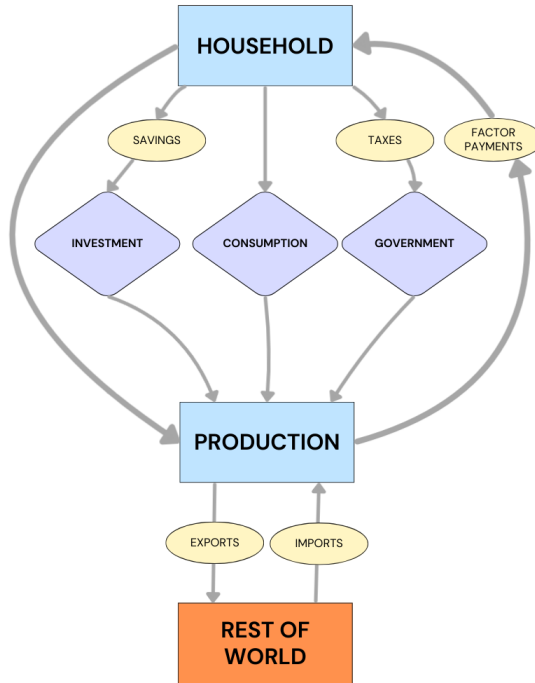 HOUSEHOLD
SAVINGS
TAXES
FACTOR
PAYMENTS
INVESTMENT
CONSUMPTION
GOVERNMENT
PRODUCTION
EXPORTS
IMPORTS
REST OF
WORLD